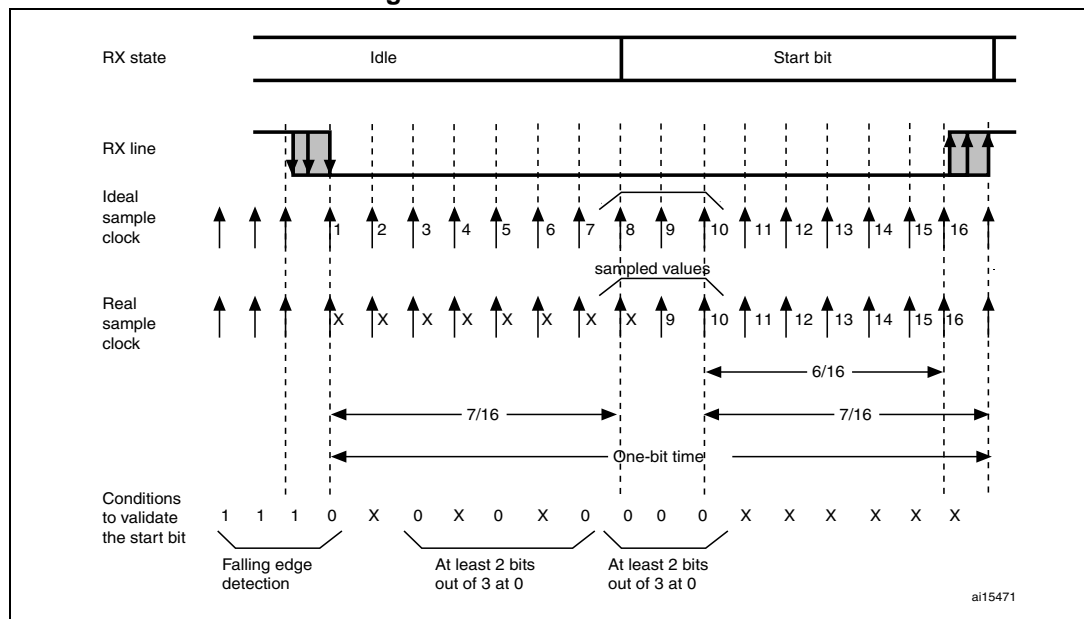 RX state Idle Start bit
RX line
Ideal
sample
clock
1 2 3 4 5 6 7 8 9 10 11 12 13 14 15 16
sampled values
Real
sample
clock
X X X X X X X X 9 10 11 12 13 14 15 16
6/16
7/16 7/16
One-bit time
Conditions
to validate
the start bit
1 1 1 0 X 0 X 0 X 0 0 0 0 X X X X X X
Falling edge
detection
At least 2 bits
out of 3 at 0
At least 2 bits
out of 3 at 0
ai15471